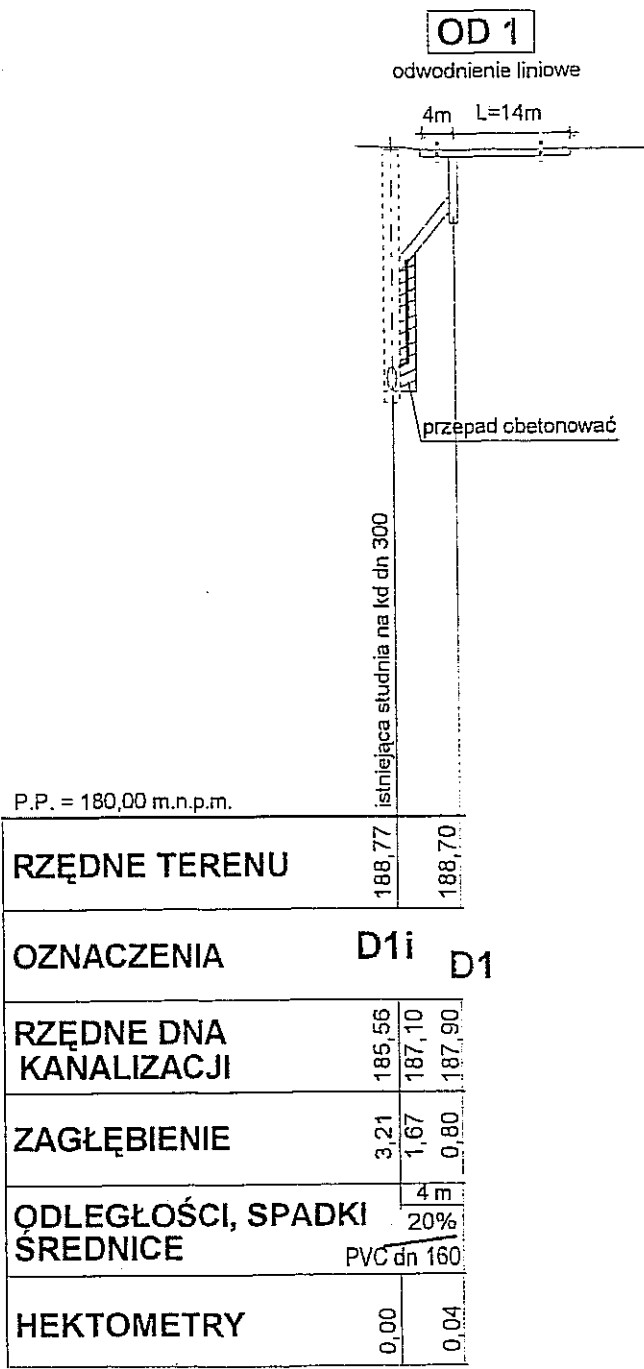 OD 1
odwodnienie liniowe
4m L=14m
przepad obetonować
istniejąca studnia na kd dn 300
P.P. = 180,00 m.n.p.m.
RZĘDNE TERENU 188,77 188,70
OZNACZENIA D1i D1
RZĘDNE DNA
KANALIZACJI 185,56 187,10 187,90
ZAGŁĘBIENIE 3,21 1,67 0,80
4 m
ODLEGŁOŚCI, SPADKI 20%
ŚREDNICE PVC dn 160
HEKTOMETRY 0,00 0,04